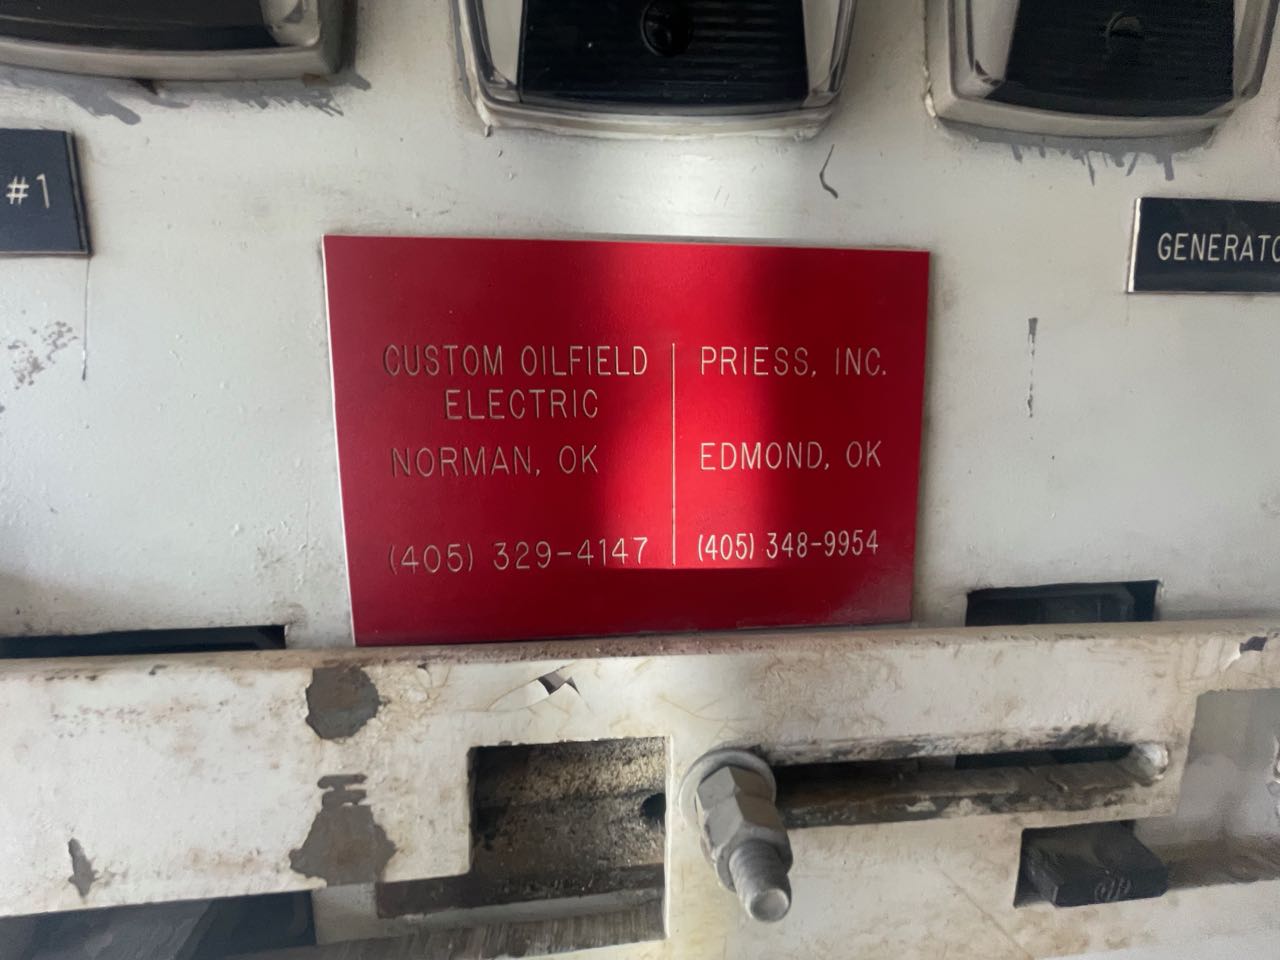 #1
GENERATO
CUSTOM OILFIELD
ELECTRIC
NORMAN, OK
(405) 329-4147
PRIESS, INC.
EDMOND, OK
(405) 348-9954